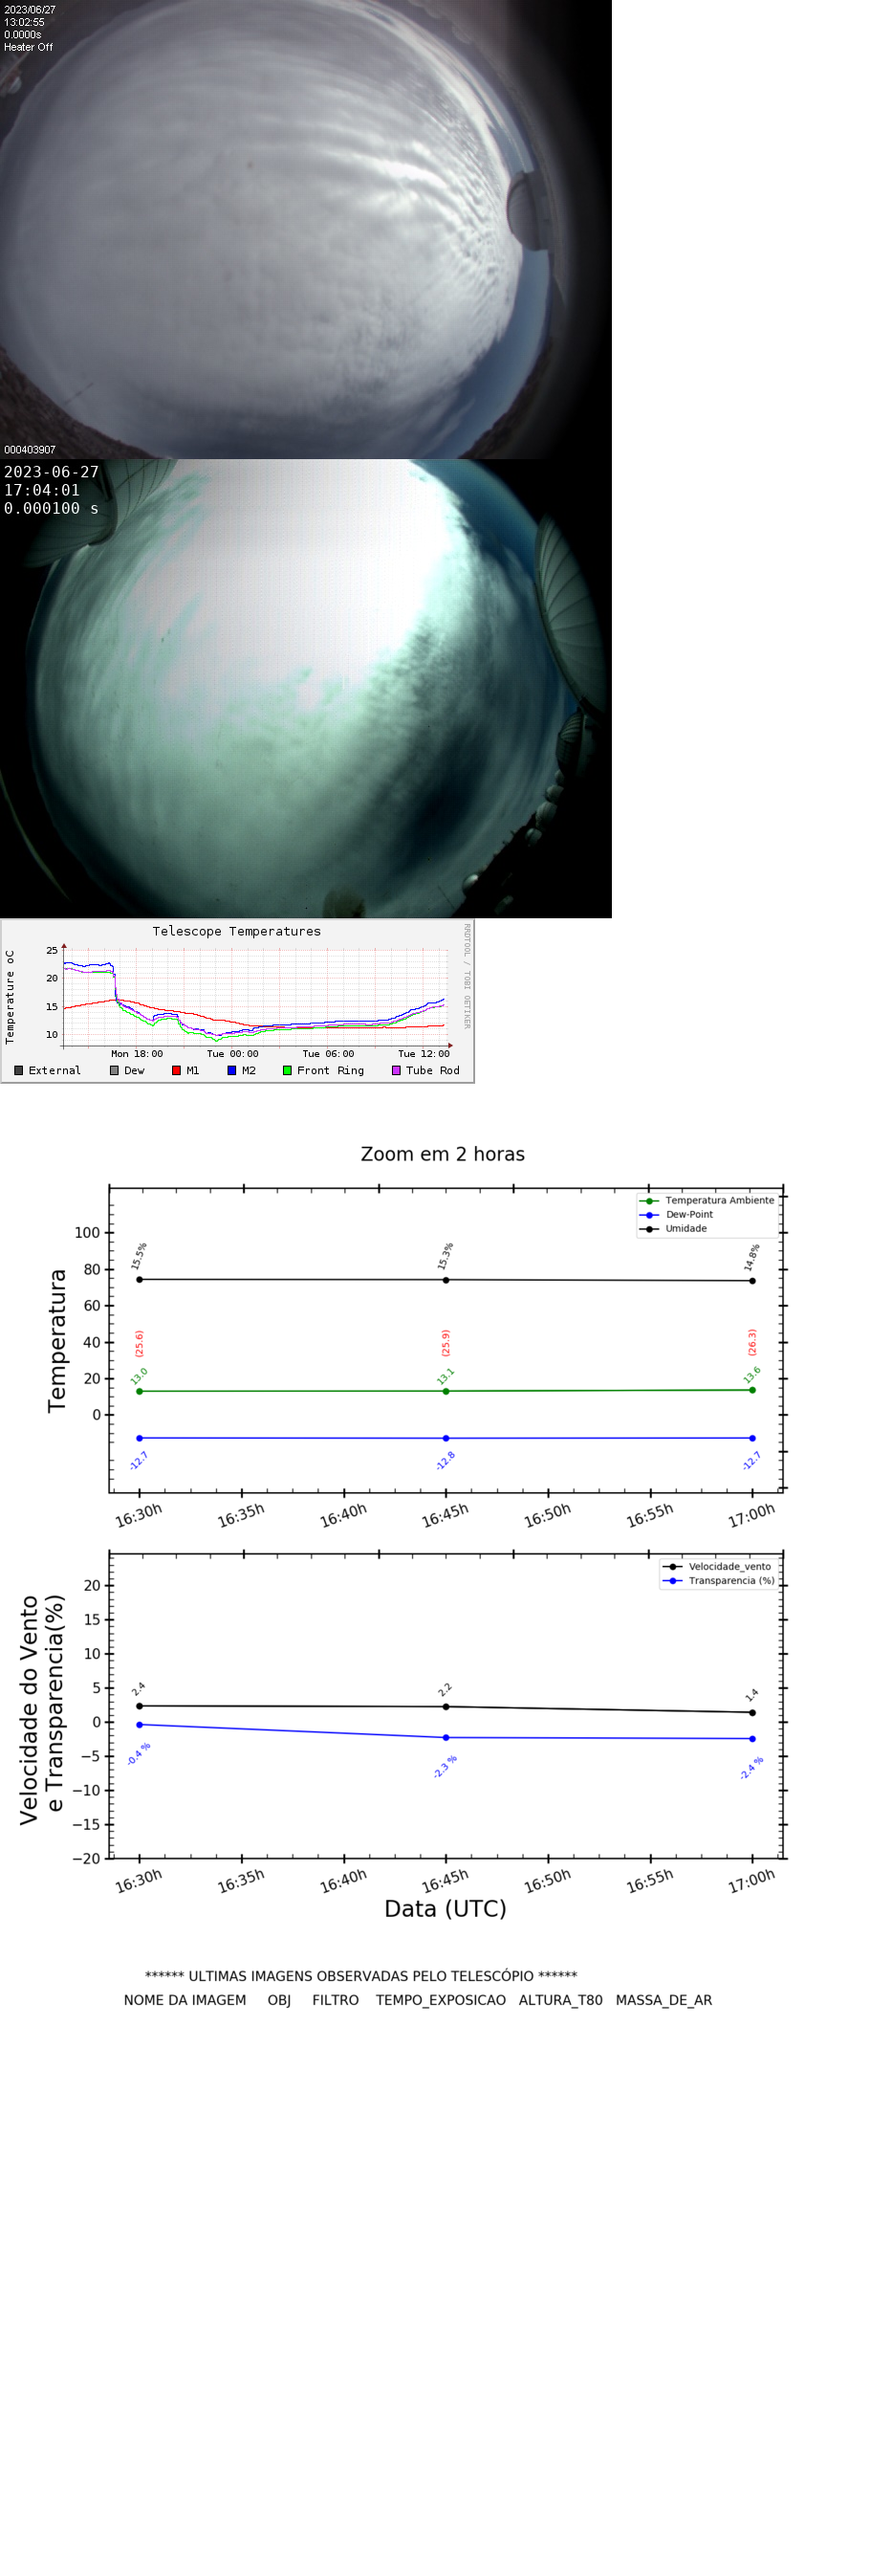 2023/06/27
13:02:55
0.0000s
Heater Off
000403907
2023-06-27
17:04:01
0.000100 s
Telescope Temperatures
RRDTOOL / TOBI OETIKER
Temperature oC
25
20
15
10
Mon 18:00 Tue 00:00 Tue 06:00 Tue 12:00
External Dew M1 M2 Front Ring Tube Rod
Zoom em 2 horas
Temperatura
100
80
60
40
20
0
Temperatura Ambiente
Dew-Point
Umidade
15.5% 15.3% 14.8%
(25.6) (25.9) (26.3)
13.0 13.1 13.6
-12.7 -12.8 -12.7
16:30h 16:35h 16:40h 16:45h 16:50h 16:55h 17:00h
Velocidade do Vento
e Transparencia(%)
20
15
10
5
0
−5
−10
−15
−20
Velocidade_vento
Transparencia (%)
2.4 2.2 1.4
-0.4 % -2.3 % -2.4 %
16:30h 16:35h 16:40h 16:45h 16:50h 16:55h 17:00h
Data (UTC)
****** ULTIMAS IMAGENS OBSERVADAS PELO TELESCÓPIO ******
NOME DA IMAGEM OBJ FILTRO TEMPO_EXPOSICAO ALTURA_T80 MASSA_DE_AR